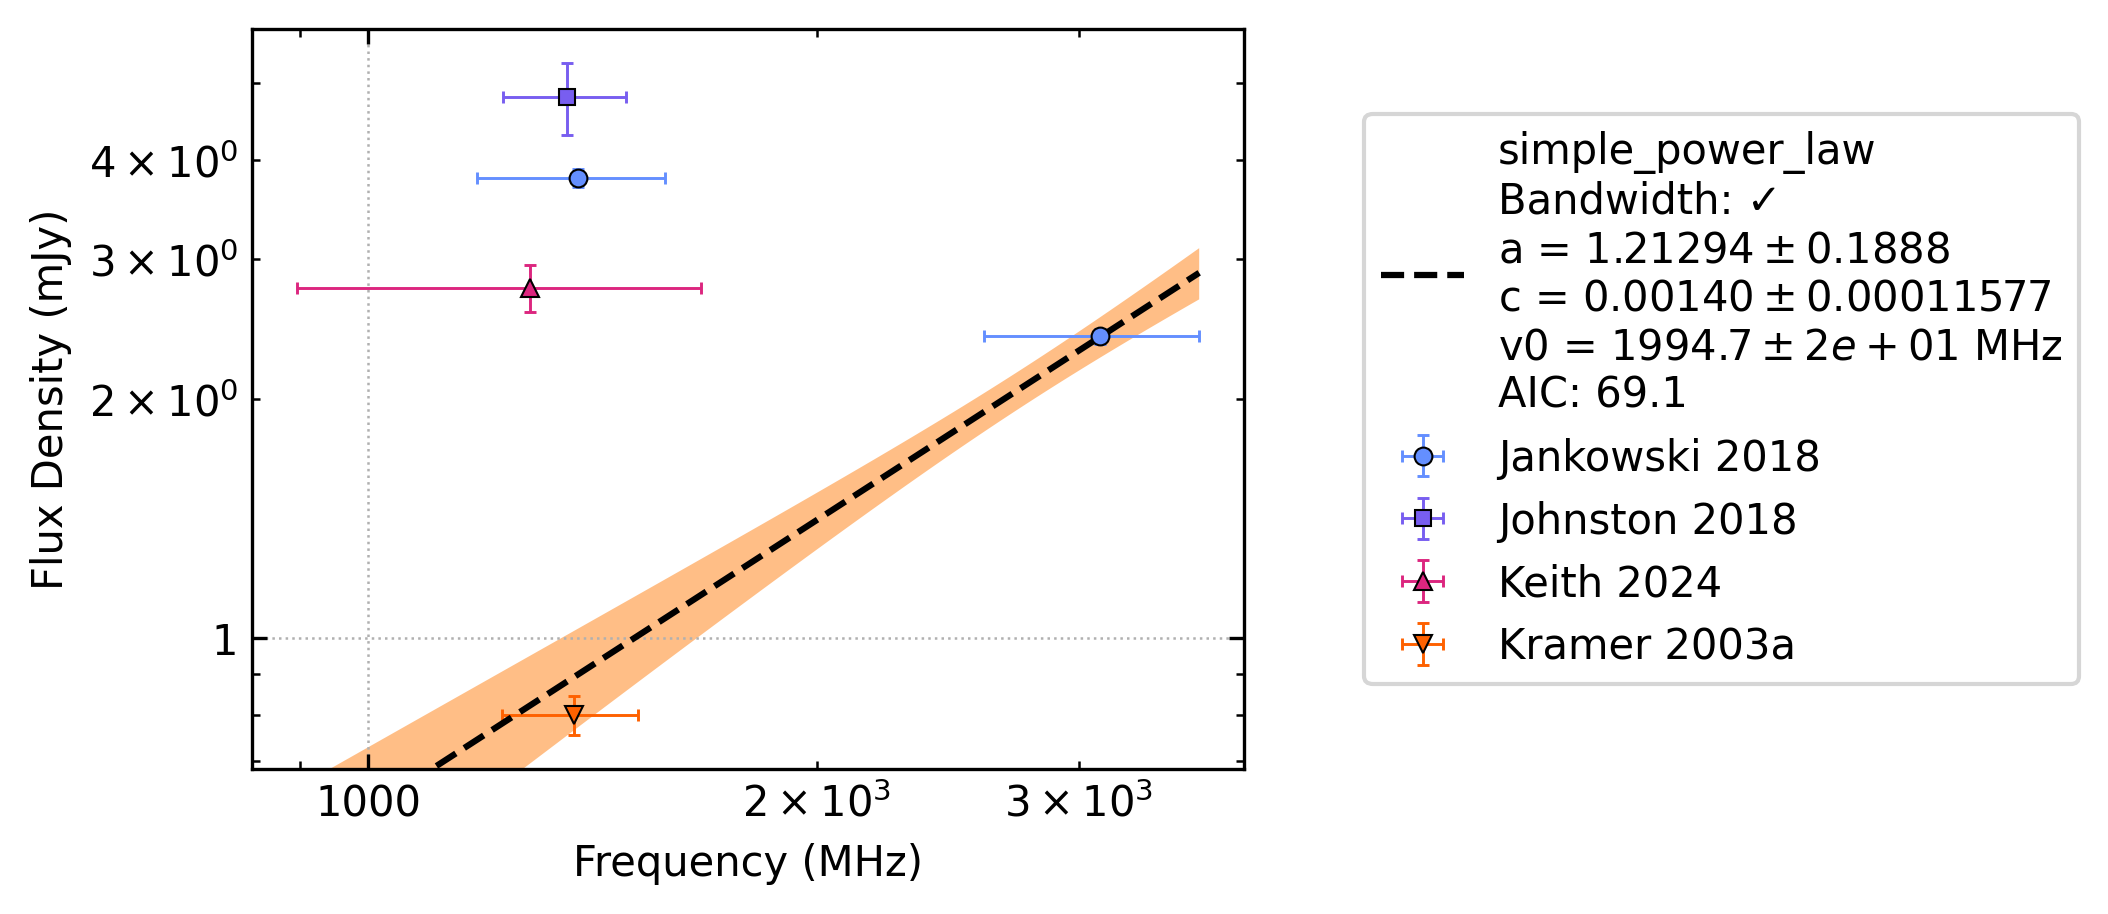 Flux Density (mJy)
4 × 10⁰
3 × 10⁰
2 × 10⁰
1
1000
2 × 10³
3 × 10³
Frequency (MHz)
simple_power_law
Bandwidth: ✓
a = 1.21294 ± 0.1888
c = 0.00140 ± 0.00011577
v0 = 1994.7 ± 2e + 01 MHz
AIC: 69.1
Jankowski 2018
Johnston 2018
Keith 2024
Kramer 2003a